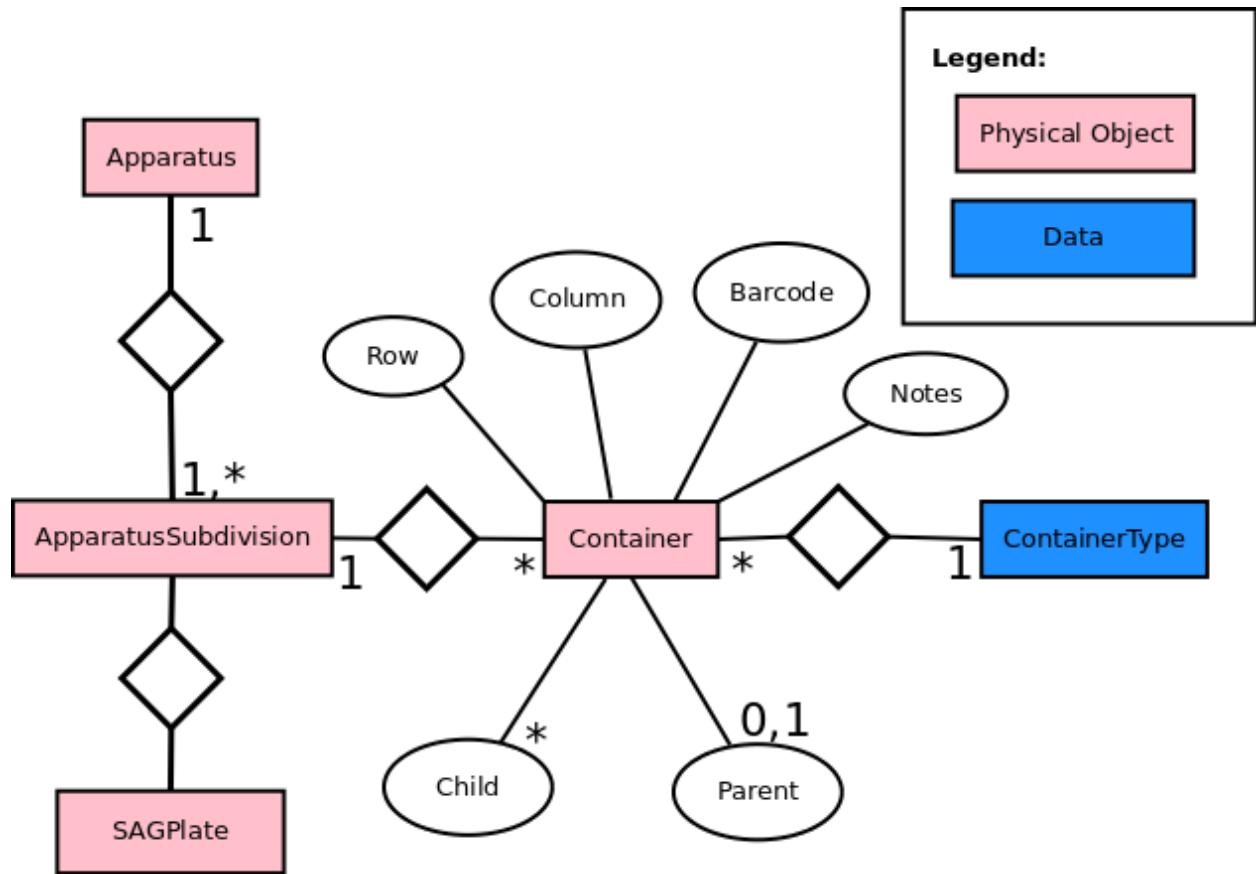 Legend:
Physical Object
Data
Apparatus
1
Column
Barcode
Row
Notes
1,*
ApparatusSubdivision
1
*
Container
*
1
ContainerType
*
0,1
Child
Parent
SAGPlate